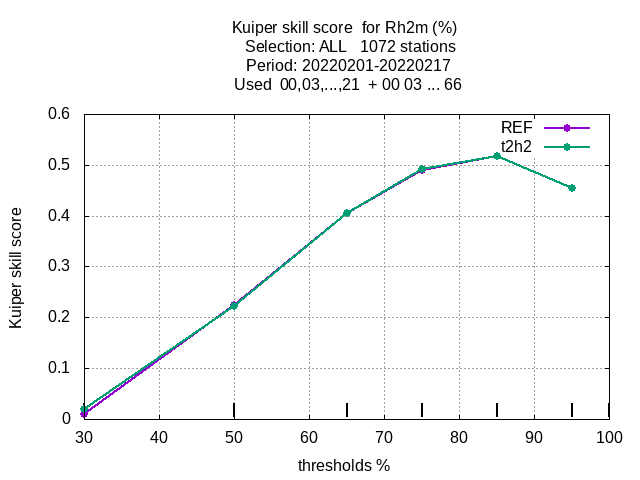 Kuiper skill score  for Rh2m (%)
Selection: ALL   1072 stations
Period: 20220201-20220217
Used  00,03,...,21  + 00 03 ... 66
REF
t2h2
0.6
0.5
0.4
0.3
0.2
0.1
0
Kuiper skill score
30 40 50 60 70 80 90 100
thresholds %